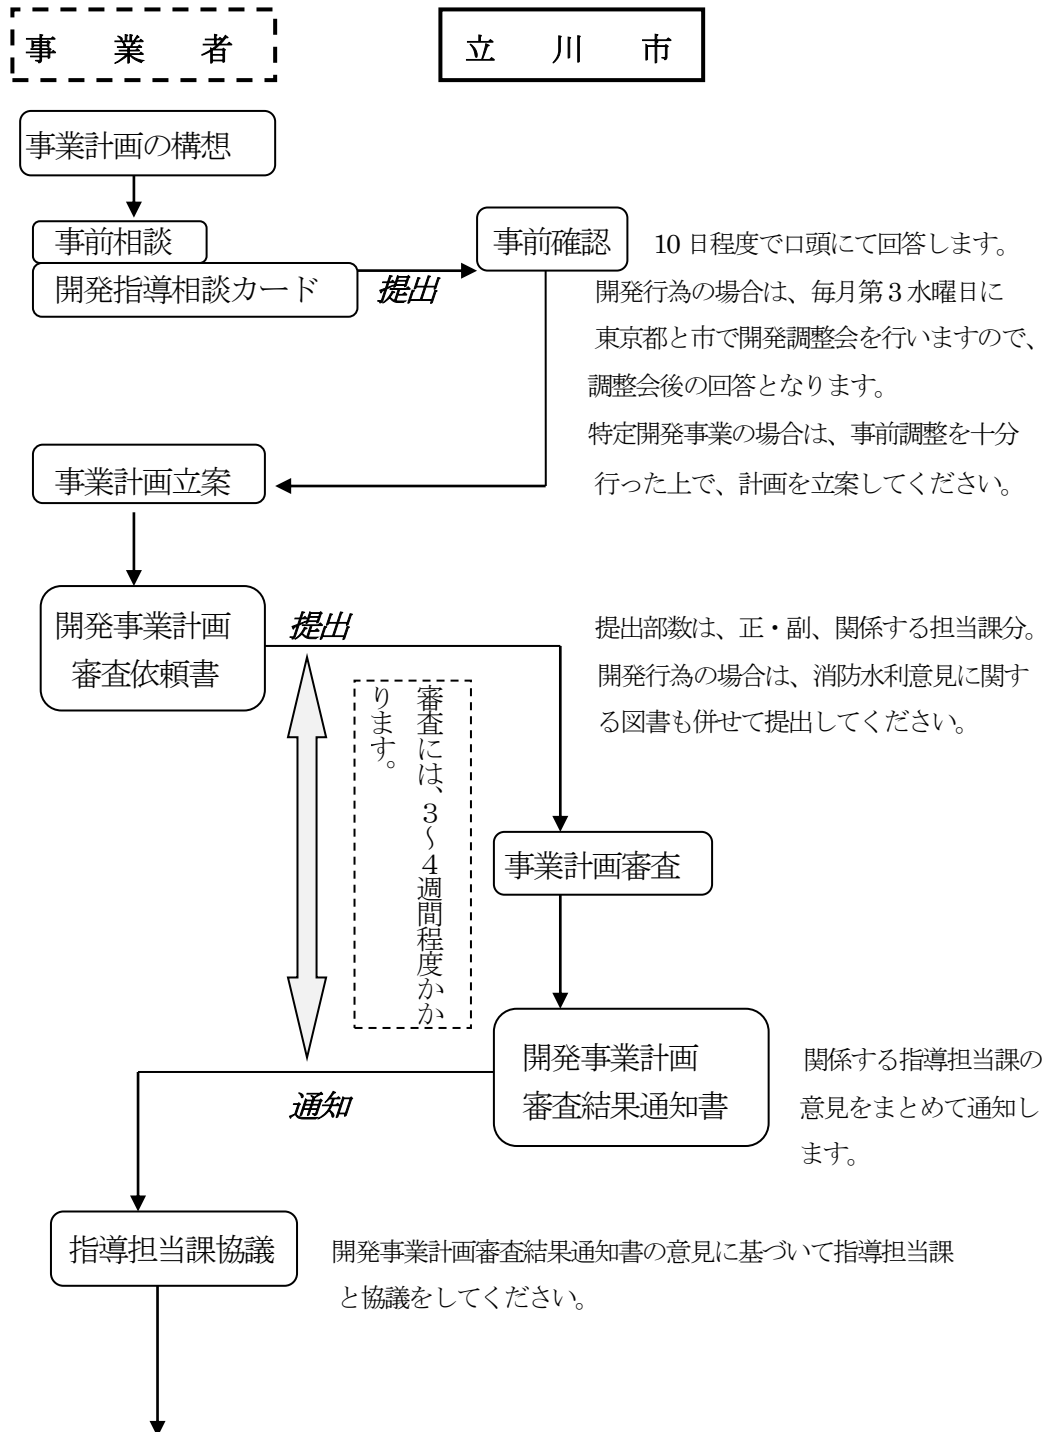 事 業 者
立 川 市
事業計画の構想
事前相談
開発指導相談カード
提出
事前確認
10 日程度で口頭にて回答します。
開発行為の場合は、毎月第 3 水曜日に
東京都と市で開発調整会を行いますので、
調整会後の回答となります。
特定開発事業の場合は、事前調整を十分
行った上で、計画を立案してください。
事業計画立案
開発事業計画
審査依頼書
提出
提出部数は、正・副、関係する担当課分。
開発行為の場合は、消防水利意見に関す
る図書も併せて提出してください。
審査には、3~4週間程度かか
ります。
事業計画審査
開発事業計画
審査結果通知書
通知
関係する指導担当課の
意見をまとめて通知し
ます。
指導担当課協議
開発事業計画審査結果通知書の意見に基づいて指導担当課
と協議をしてください。